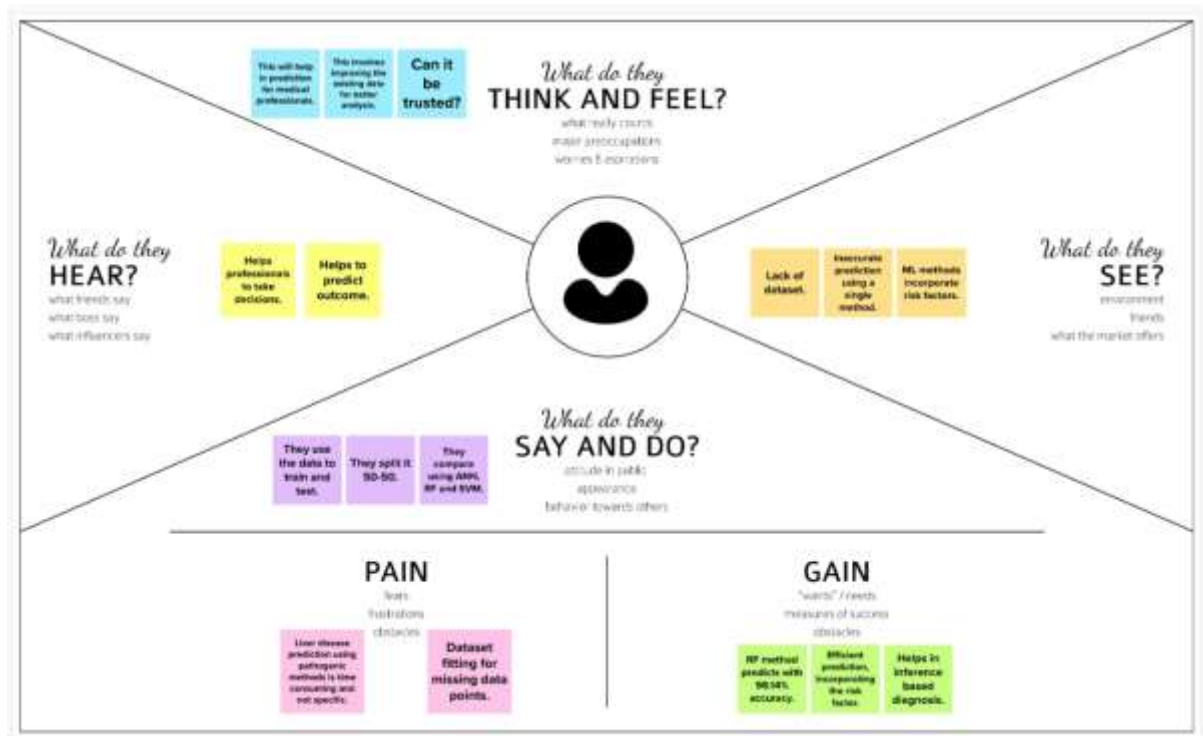 This will help
in prediction
for medical
professionals.
This involves
improving the
existing data
for better
analysis.
Can it
be
trusted?
What do they
THINK AND FEEL?
what really counts
major preoccupations
worries & aspirations
What do they
HEAR?
what friends say
what boss say
what influencers say
Helps
professionals
to take
decisions.
Helps to
predict
outcome.
Lack of
dataset.
Inaccurate
prediction
using a
single
method.
ML methods
incorporate
risk factors.
What do they
SEE?
environment
friends
what the market offers
They use
the data to
train and
test.
They split it
50-50.
They
compare
using ANN,
RF and SVM.
What do they
SAY AND DO?
attitude in public
appearance
behavior towards others
PAIN
fears
frustrations
obstacles
Liver disease
prediction using
pathogenic
methods is time
consuming and
not specific.
Dataset
fitting for
missing data
points.
GAIN
"wants" / needs
measures of success
obstacles
RF method
predicts with
accuracy.
Efficient
prediction,
incorporating
the risk
factor.
Helps in
inference
based
diagnosis.